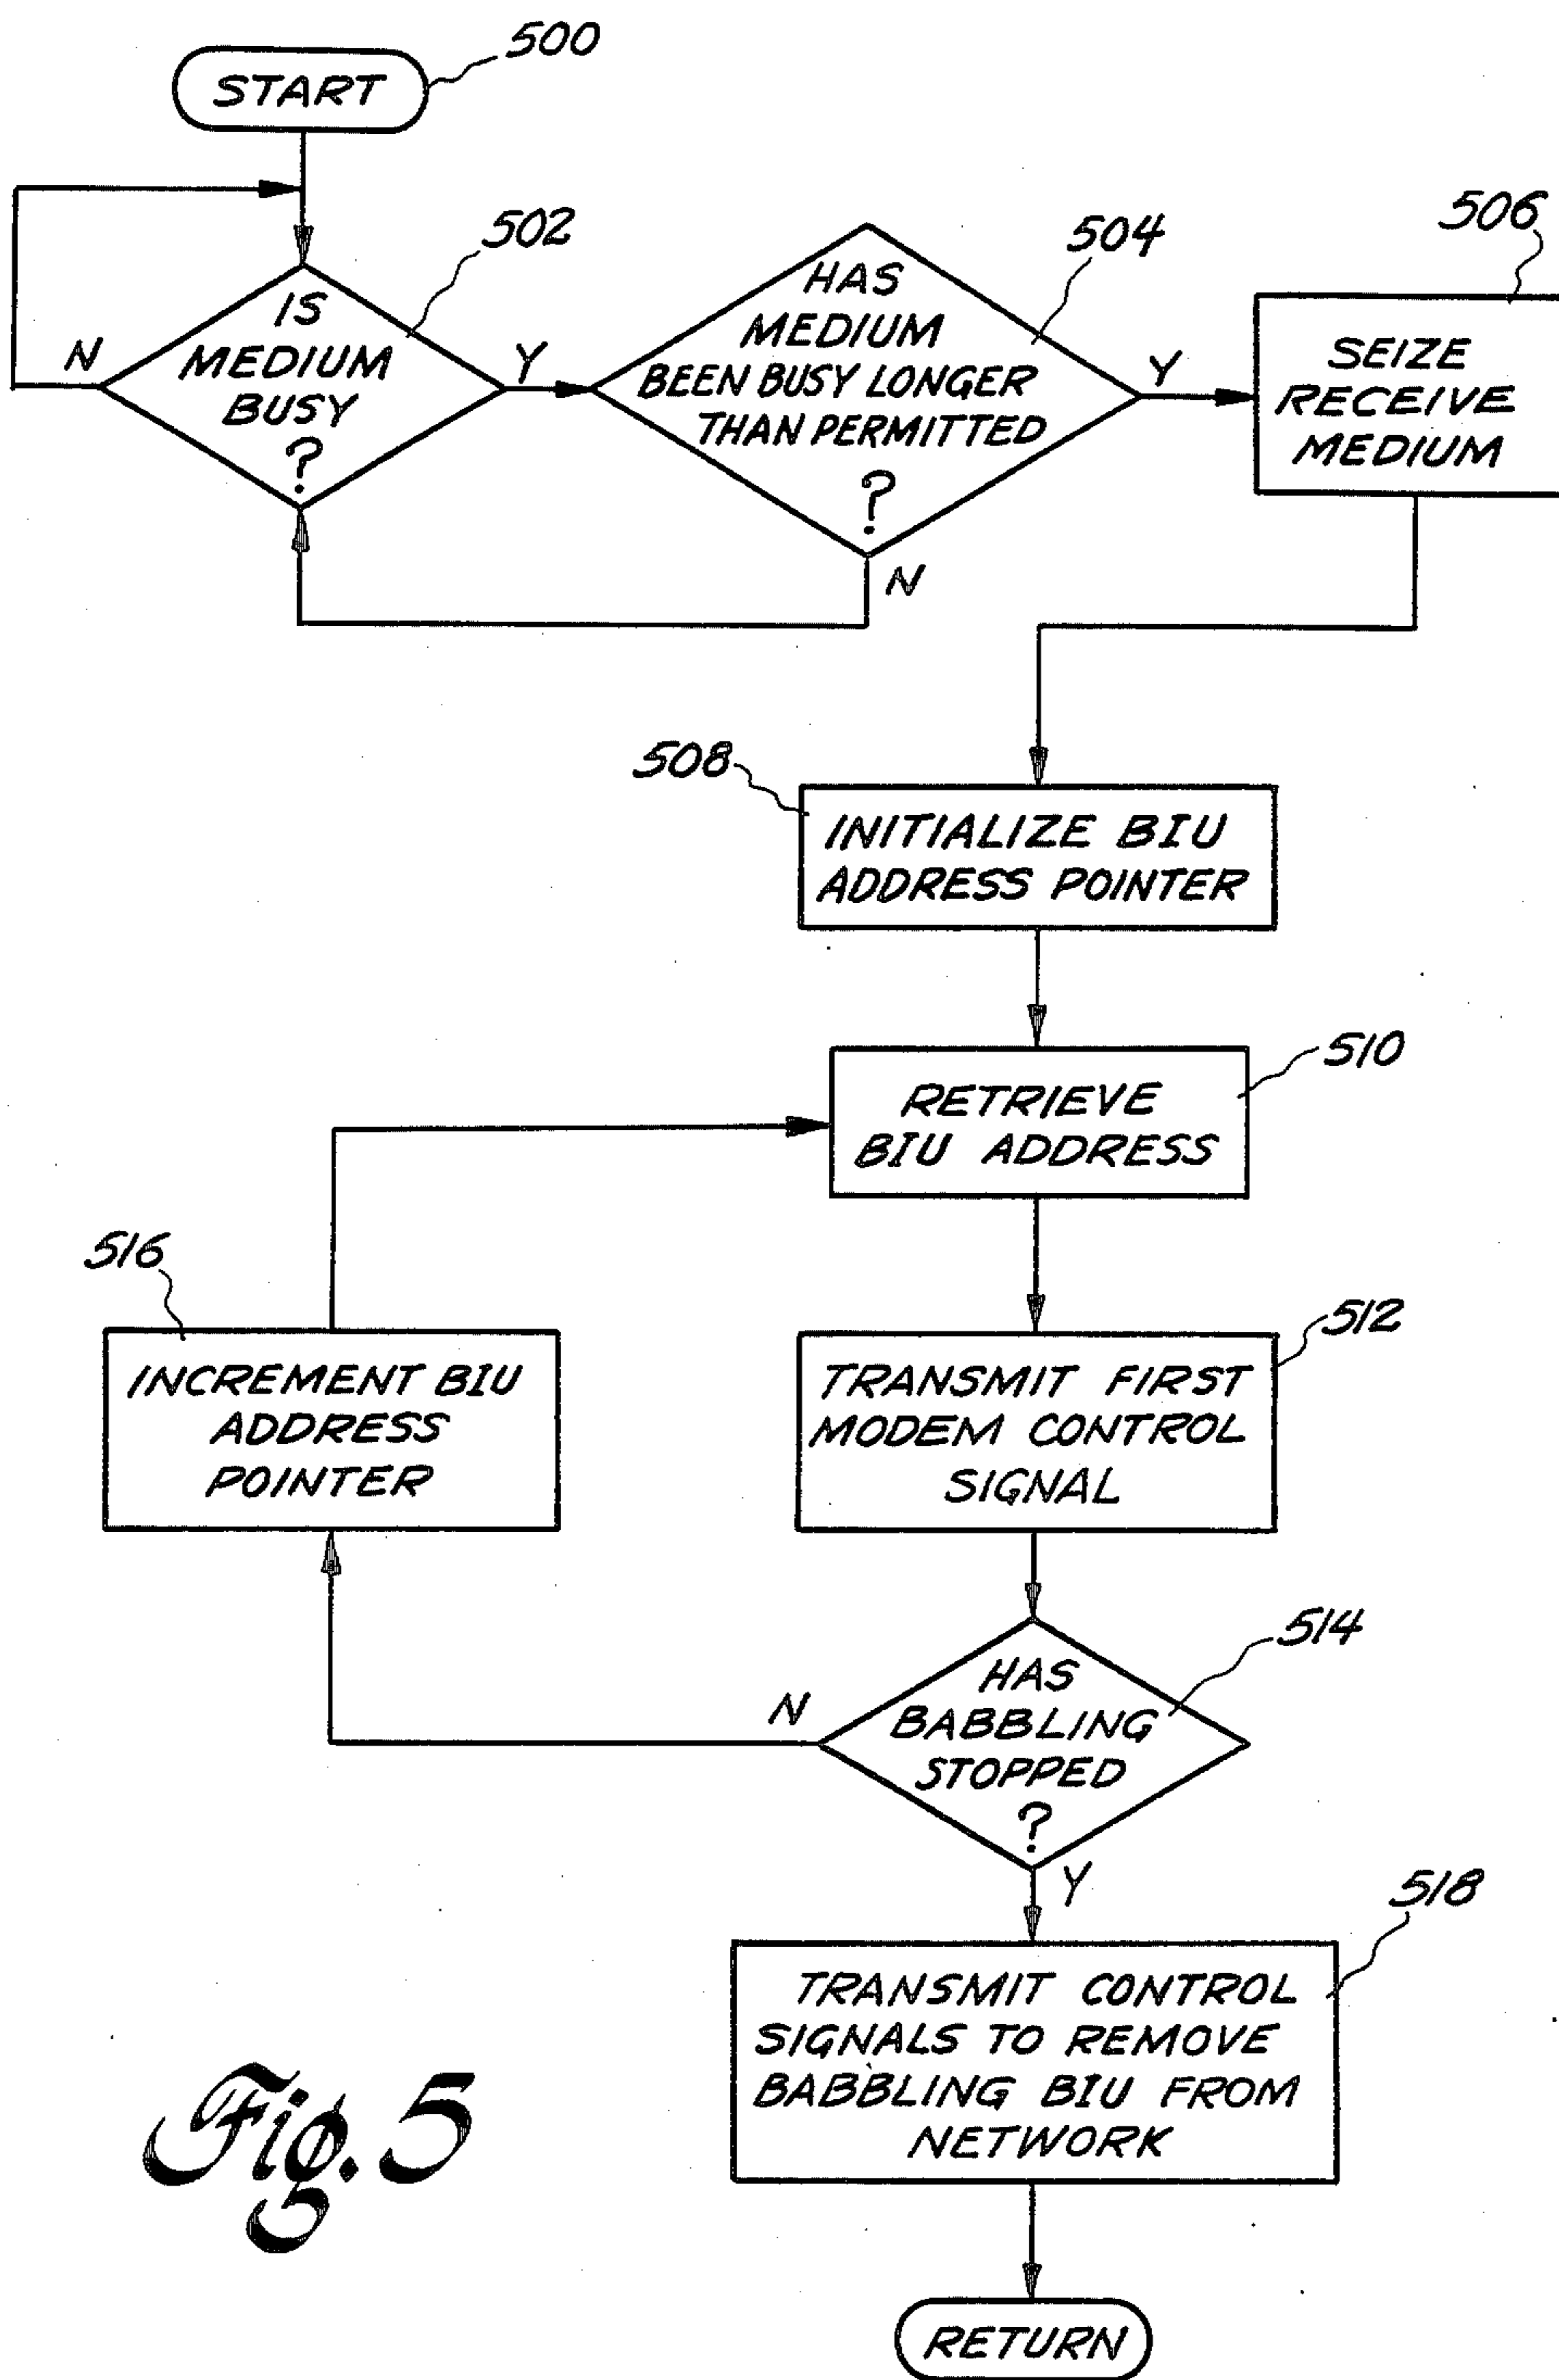 500
START
502
IS
MEDIUM
BUSY
?
N
Y
504
HAS
MEDIUM
BEEN BUSY LONGER
THAN PERMITTED
?
Y
N
506
SEIZE
RECEIVE
MEDIUM
508
INITIALIZE BIU
ADDRESS POINTER
510
RETRIEVE
BIU ADDRESS
516
INCREMENT BIU
ADDRESS
POINTER
512
TRANSMIT FIRST
MODEM CONTROL
SIGNAL
514
HAS
BABBLING
STOPPED
?
N
Y
518
TRANSMIT CONTROL
SIGNALS TO REMOVE
BABBLING BIU FROM
NETWORK
RETURN
Fig. 5